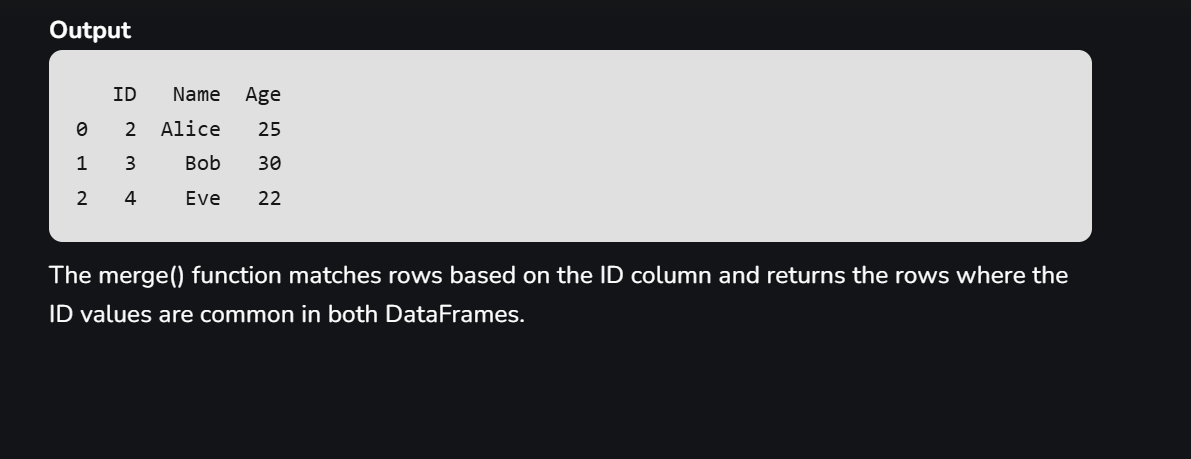 Output
    ID   Name  Age
0   2  Alice   25
1   3    Bob   30
2   4    Eve   22
The merge() function matches rows based on the ID column and returns the rows where the
ID values are common in both DataFrames.